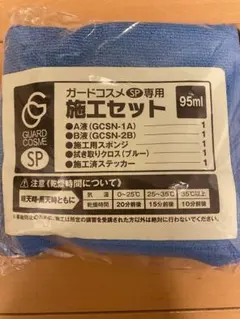 GUARD
COSME
SP
ガードコスメSP専用
施工セット
95ml
●A液(GCSN-1A) 1
●B液(GCSN-2B) 1
●施工用スポンジ 1
●拭き取りクロス(ブルー) 1
●施工済ステッカー 1
注意(乾燥時間について)
晴天時・曇天時ともに
気温 0〜25℃ 25〜35℃ 35℃以上
乾燥時間 20分前後 15分前後 10分前後